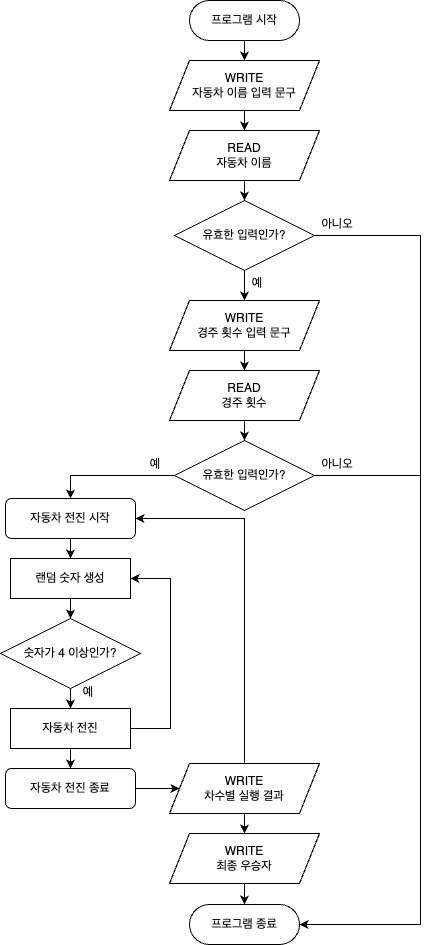 프로그램 시작
WRITE
자동차 이름 입력 문구
READ
자동차 이름
유효한 입력인가?
아니오
예
WRITE
경주 횟수 입력 문구
READ
경주 횟수
유효한 입력인가?
예
아니오
자동차 전진 시작
랜덤 숫자 생성
숫자가 4 이상인가?
예
자동차 전진
자동차 전진 종료
WRITE
차수별 실행 결과
WRITE
최종 우승자
프로그램 종료